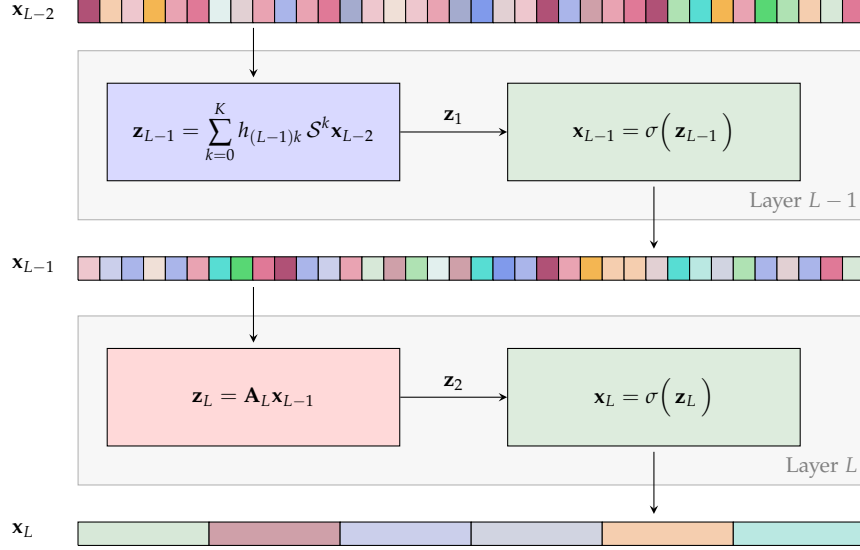 x_{L−2}
z_{L−1} = \sum_{k=0}^{K} h_{(L−1)k} S^k x_{L−2}
z_1
x_{L−1} = σ( z_{L−1} )
Layer L − 1
x_{L−1}
z_L = A_L x_{L−1}
z_2
x_L = σ( z_L )
Layer L
x_L